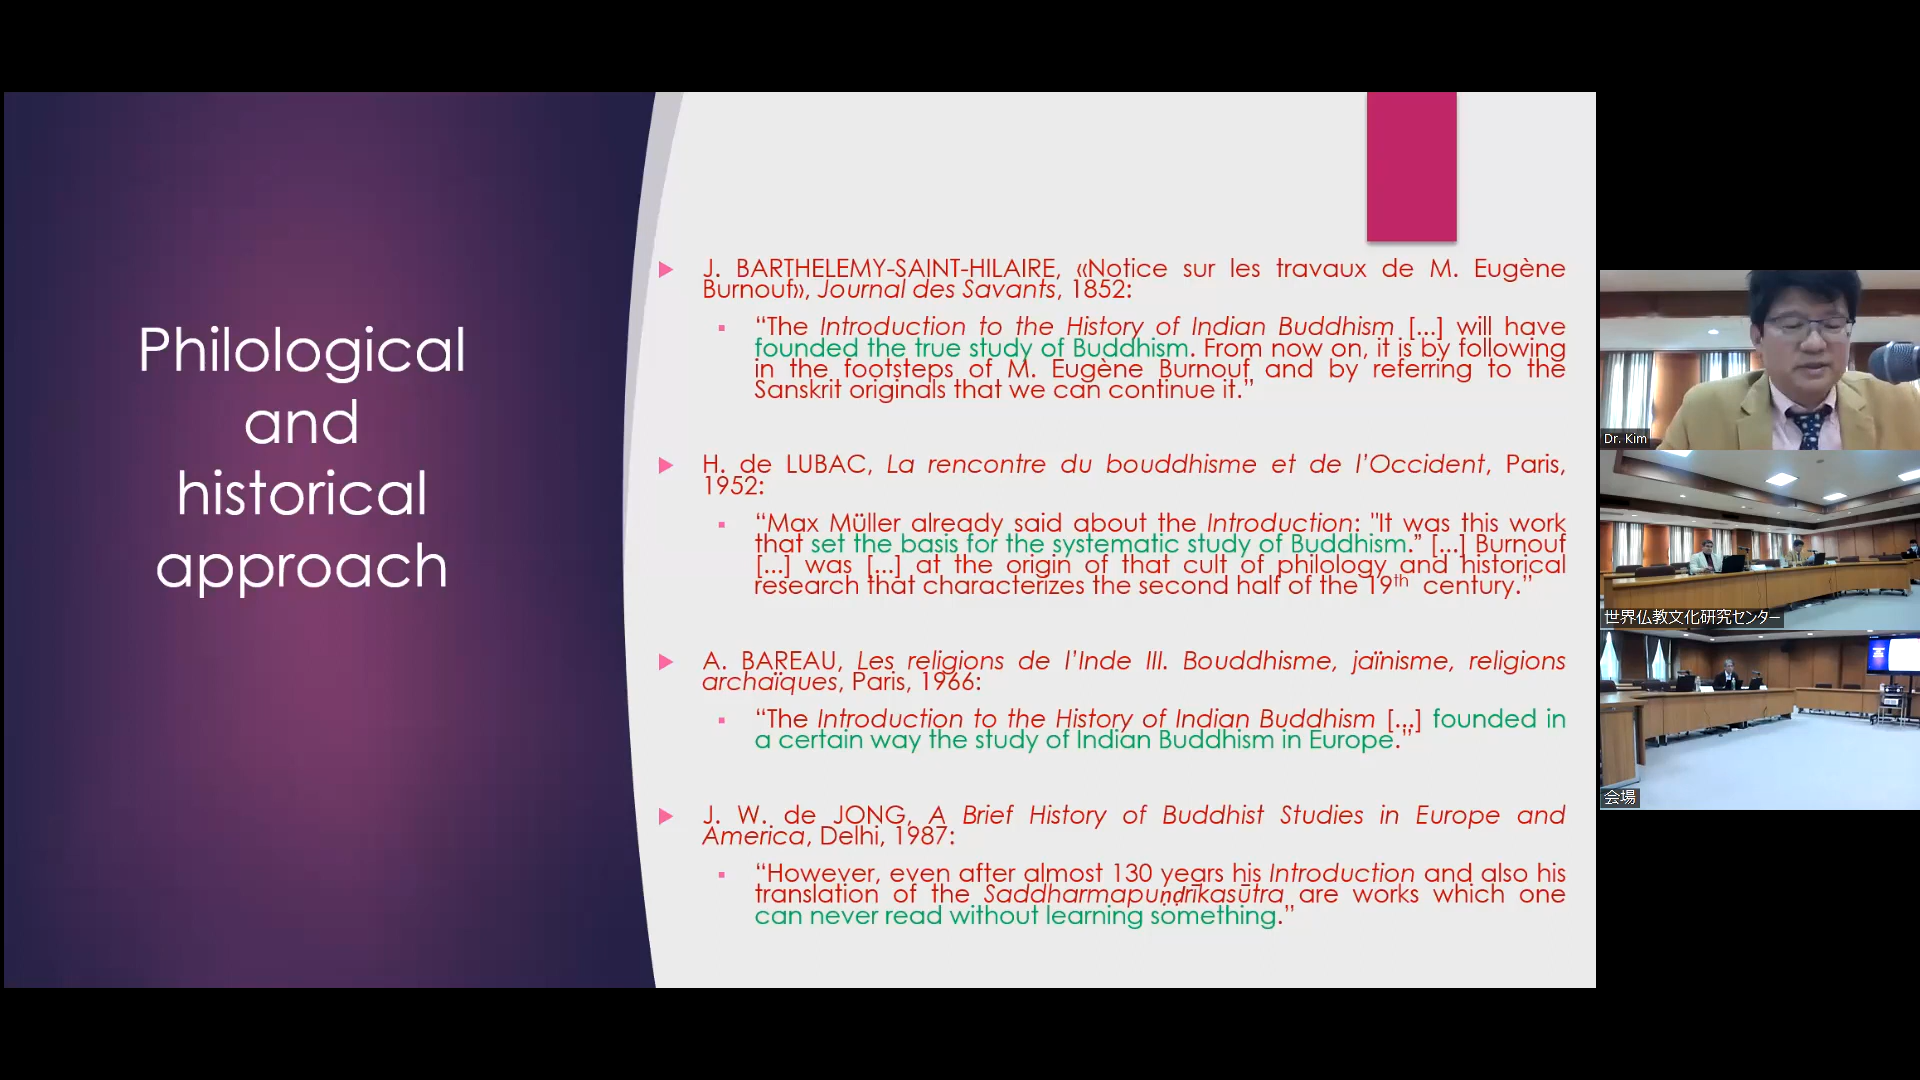 Philological
and
historical
approach
J. BARTHELEMY-SAINT-HILAIRE, «Notice sur les travaux de M. Eugène
Burnouf», Journal des Savants, 1852:
“The Introduction to the History of Indian Buddhism [...] will have
founded the true study of Buddhism. From now on, it is by following
in the footsteps of M. Eugène Burnouf and by referring to the
Sanskrit originals that we can continue it.”
H. de LUBAC, La rencontre du bouddhisme et de l’Occident, Paris,
1952:
“Max Müller already said about the Introduction: "It was this work
that set the basis for the systematic study of Buddhism.” [...] Burnouf
[...] was [...] at the origin of that cult of philology and historical
research that characterizes the second half of the 19th century.”
A. BAREAU, Les religions de l’Inde III. Bouddhisme, jaïnisme, religions
archaïques, Paris, 1966:
“The Introduction to the History of Indian Buddhism [...] founded in
a certain way the study of Indian Buddhism in Europe.”
J. W. de JONG, A Brief History of Buddhist Studies in Europe and
America, Delhi, 1987:
“However, even after almost 130 years his Introduction and also his
translation of the Saddharmapuṇḍrīkasūtra are works which one
can never read without learning something.”
Dr. Kim
世界仏教文化研究センター
会場